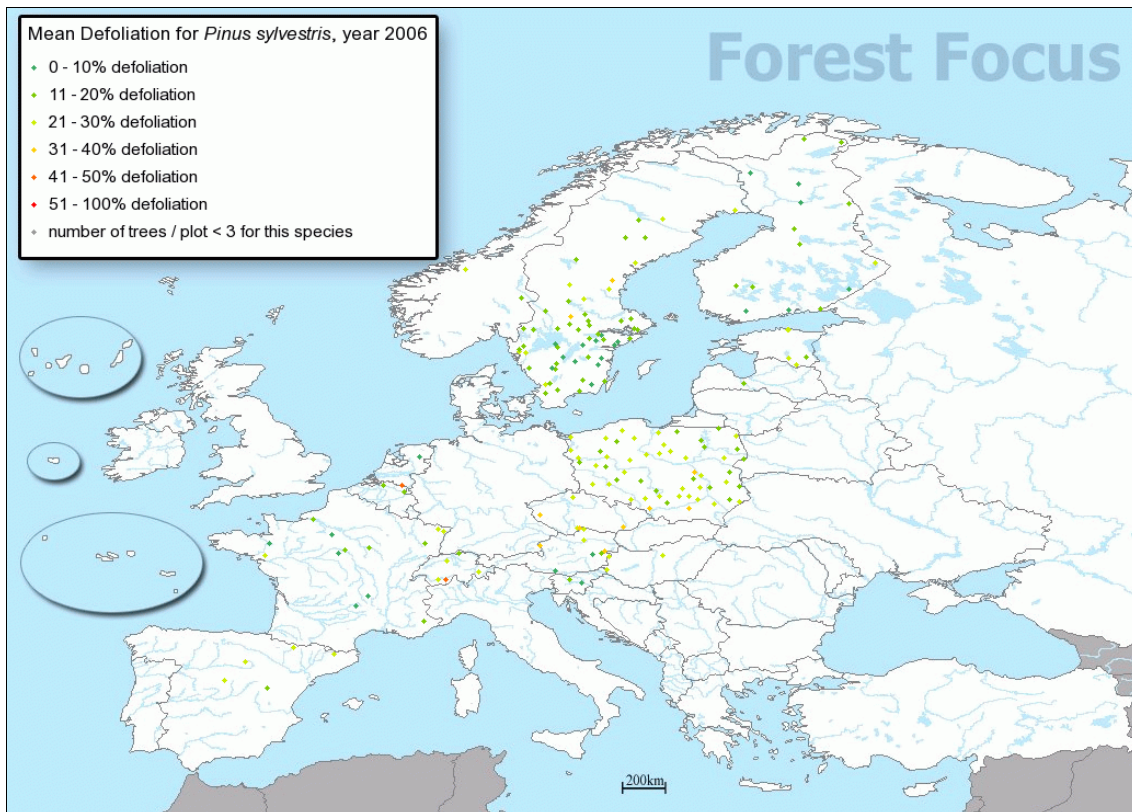 Mean Defoliation for Pinus sylvestris, year 2006
0 - 10% defoliation
11 - 20% defoliation
21 - 30% defoliation
31 - 40% defoliation
41 - 50% defoliation
51 - 100% defoliation
number of trees / plot < 3 for this species
Forest Focus
200km